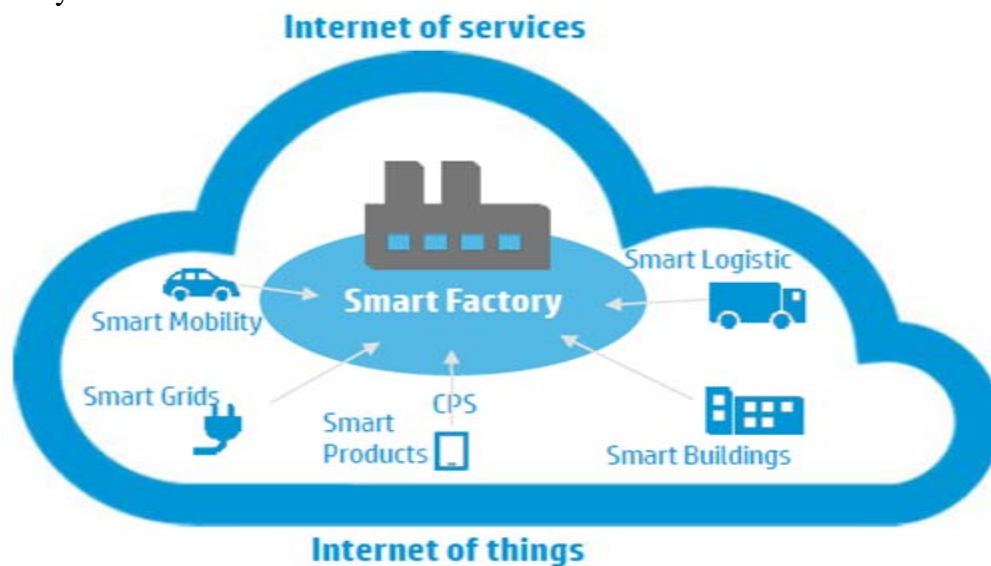 Internet of services
Smart Logistic
Smart Factory
Smart Mobility
Smart Grids
CPS
Smart
Products
Smart Buildings
Internet of things